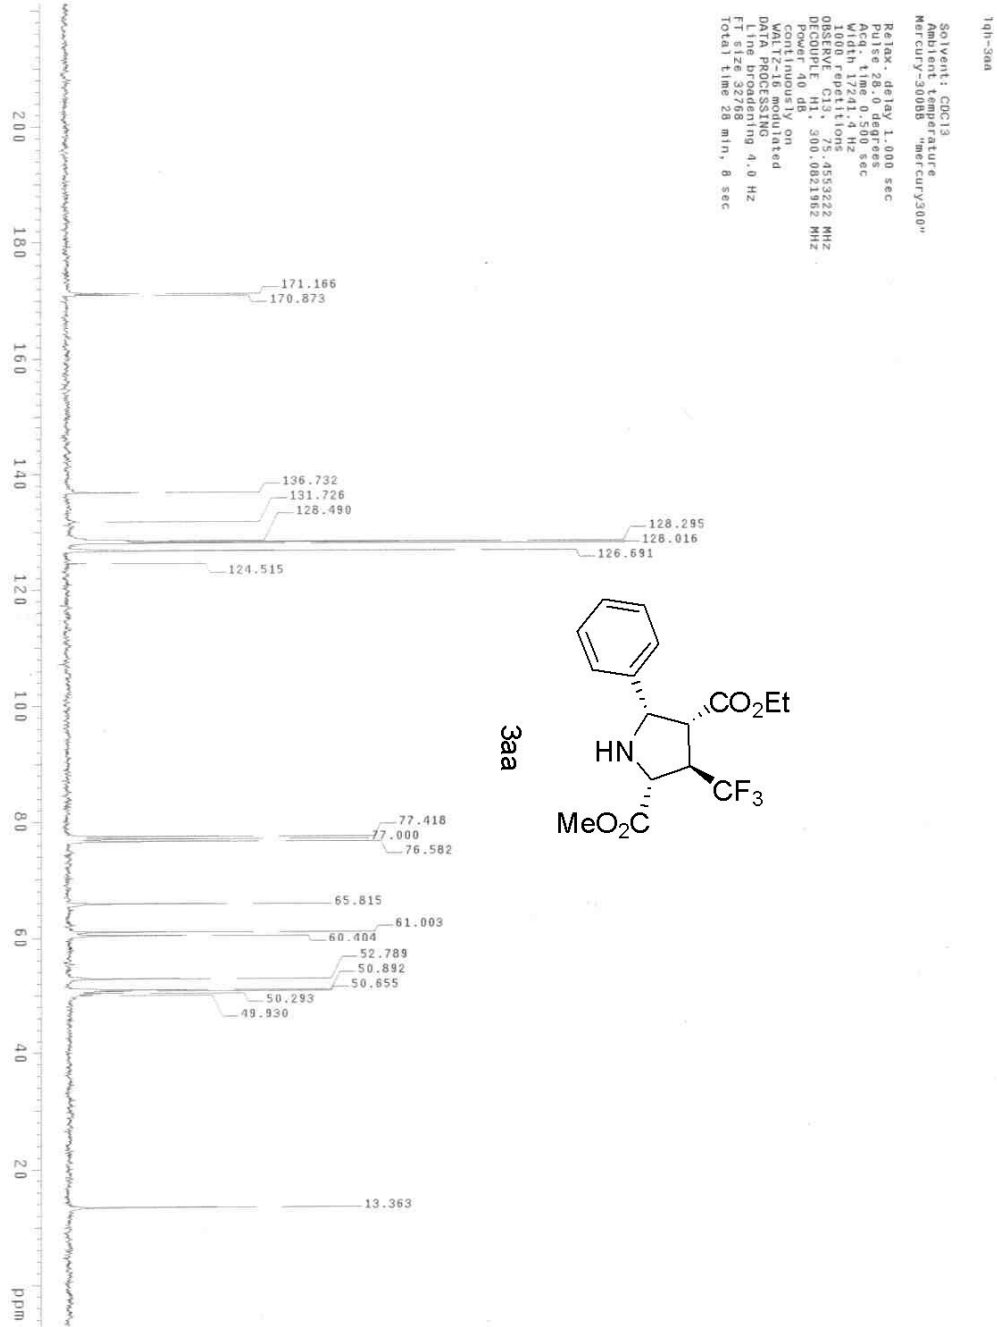 1qh-3aa
Solvent: CDCl3
Ambient temperature
Mercury-300BB "mercury300"
Relax. delay 1.000 sec
Pulse 28.0 degrees
Acq. time 0.500 sec
Width 17241.4 Hz
1000 repetitions
OBSERVE C13, 75.4553222 MHz
DECOUPLE H1, 300.0821962 MHz
Power 40 dB
continuously on
WALTZ-16 modulated
DATA PROCESSING
Line broadening 4.0 Hz
FT size 32768
Total time 28 min, 8 sec
171.166
170.873
136.732
131.726
128.490
128.295
128.016
126.691
124.515
CO2Et
HN
CF3
MeO2C
3aa
77.418
77.000
76.582
65.815
61.003
60.404
52.789
50.892
50.655
50.293
49.930
13.363
200 180 160 140 120 100 80 60 40 20 ppm